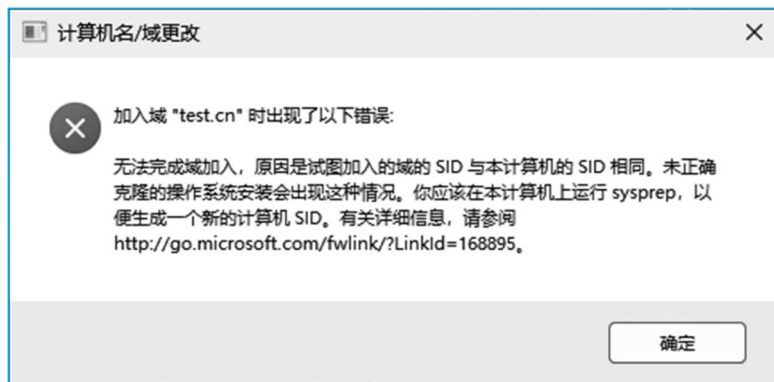 计算机名/域更改
加入域 "test.cn" 时出现了以下错误:
无法完成域加入，原因是试图加入的域的 SID 与本计算机的 SID 相同。未正确
克隆的操作系统安装会出现这种情况。你应该在本计算机上运行 sysprep，以
便生成一个新的计算机 SID。有关详细信息，请参阅
http://go.microsoft.com/fwlink/?LinkId=168895。
确定